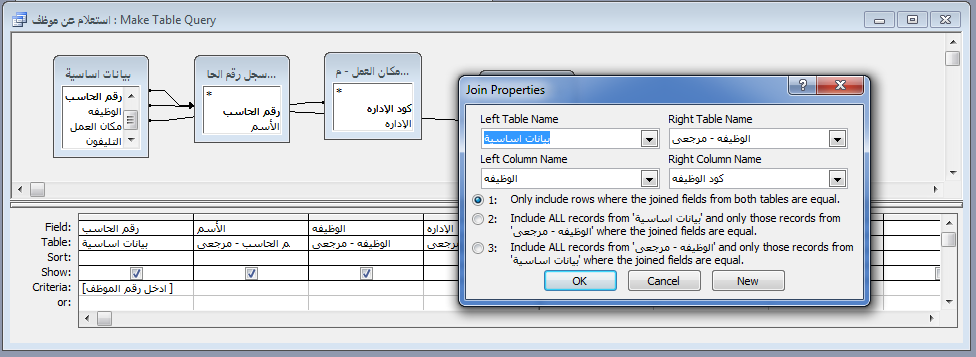 استعلام عن موظف : Make Table Query
بيانات اساسية
رقم الحاسب
الوظيفه
مكان العمل
التليفون
سجل رقم الحا...
*
رقم الحاسب
الأسم
مكان العمل - م...
*
كود الإداره
الإداره
Join Properties
Left Table Name
Right Table Name
بيانات اساسية
الوظيفه - مرجعى
Left Column Name
Right Column Name
الوظيفه
كود الوظيفه
1: Only include rows where the joined fields from both tables are equal.
2: Include ALL records from 'بيانات اساسية' and only those records from
'الوظيفه - مرجعى' where the joined fields are equal.
3: Include ALL records from 'الوظيفه - مرجعى' and only those records from
'بيانات اساسية' where the joined fields are equal.
OK
Cancel
New
Field: رقم الحاسب الأسم الوظيفه الإداره
Table: بيانات اساسية م الحاسب - مرجعى الوظيفه - مرجعى
Sort:
Show:
Criteria: [ادخل رقم الموظف]
or: